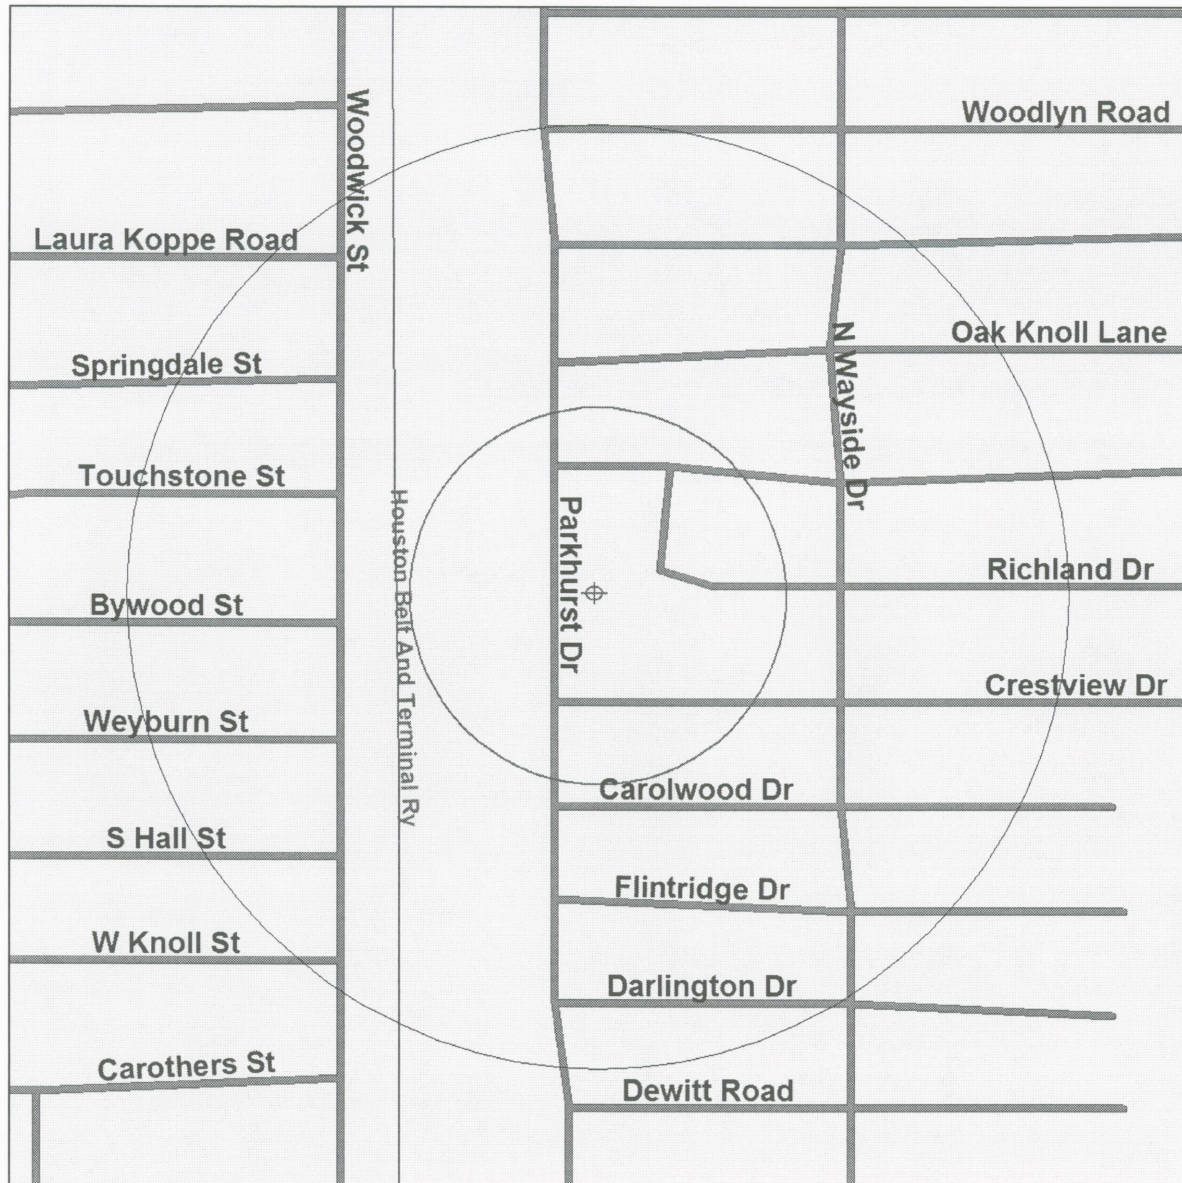 Woodlyn Road
Woodwick St
Laura Koppe Road
Oak Knoll Lane
N Wayside Dr
Springdale St
Touchstone St
Houston Belt And Terminal Ry
Parkhurst Dr
Richland Dr
Bywood St
Crestview Dr
Weyburn St
Carolwood Dr
S Hall St
Flintridge Dr
W Knoll St
Darlington Dr
Carothers St
Dewitt Road